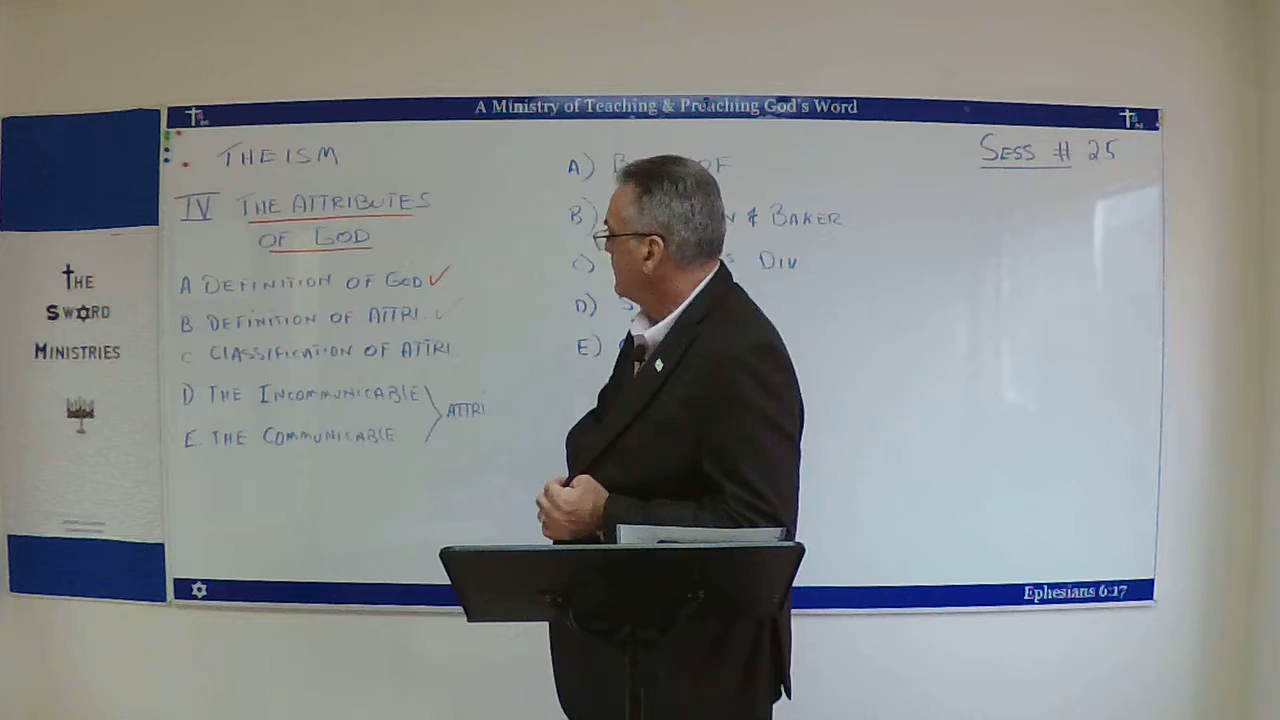 A Ministry of Teaching & Preaching God's Word
THE
SWORD
MINISTRIES
THEISM
IV THE ATTRIBUTES
OF GOD
A DEFINITION OF GOD ✓
B DEFINITION OF ATTRI. ✓
C CLASSIFICATION OF ATTRI
D THE INCOMMUNICABLE
E. THE COMMUNICABLE
ATTRI
A)
B) & BAKER
C) DIV
D)
E)
SESS # 25
Ephesians 6:17